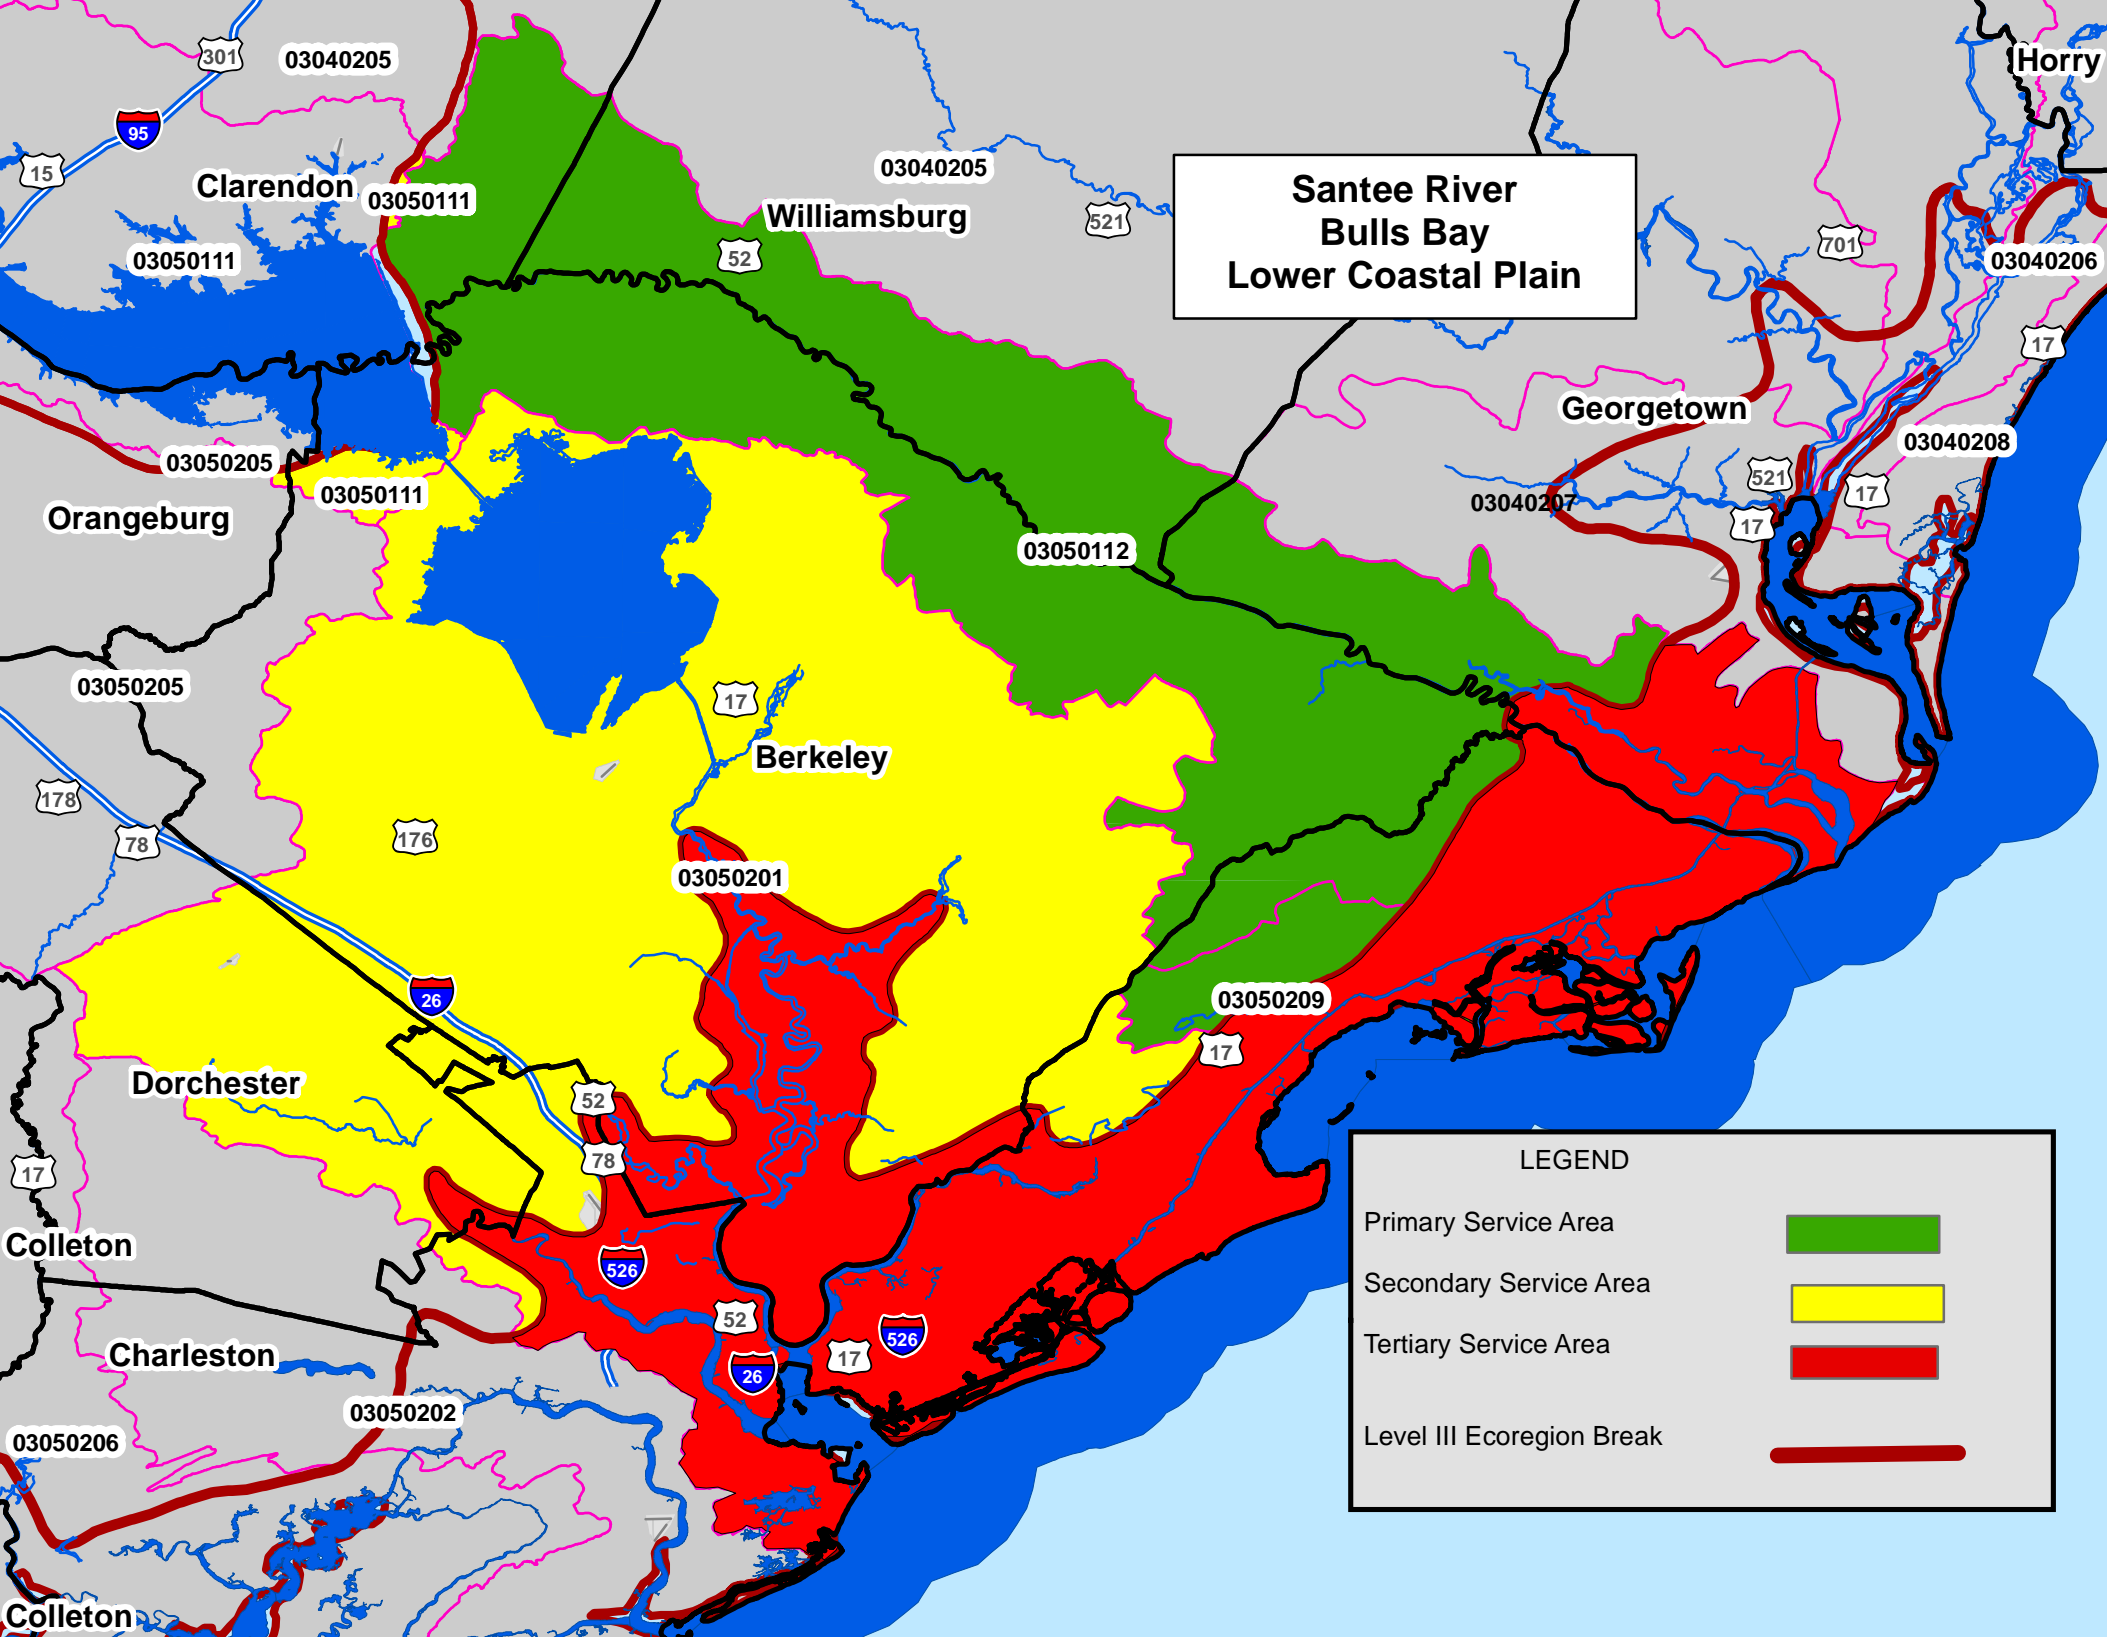 301
03040205
Horry
95
15
Clarendon
03050111
03040205
Williamsburg
521
Santee River
Bulls Bay
Lower Coastal Plain
701
03040206
03050111
52
17
Georgetown
03040208
03050205
03050111
Orangeburg
521
17
03040207
17
03050112
03050205
17
Berkeley
178
78
176
03050201
26
03050209
17
Dorchester
52
78
17
LEGEND
Primary Service Area
Secondary Service Area
Tertiary Service Area
Level III Ecoregion Break
Colleton
526
52
526
17
26
Charleston
03050202
03050206
Colleton